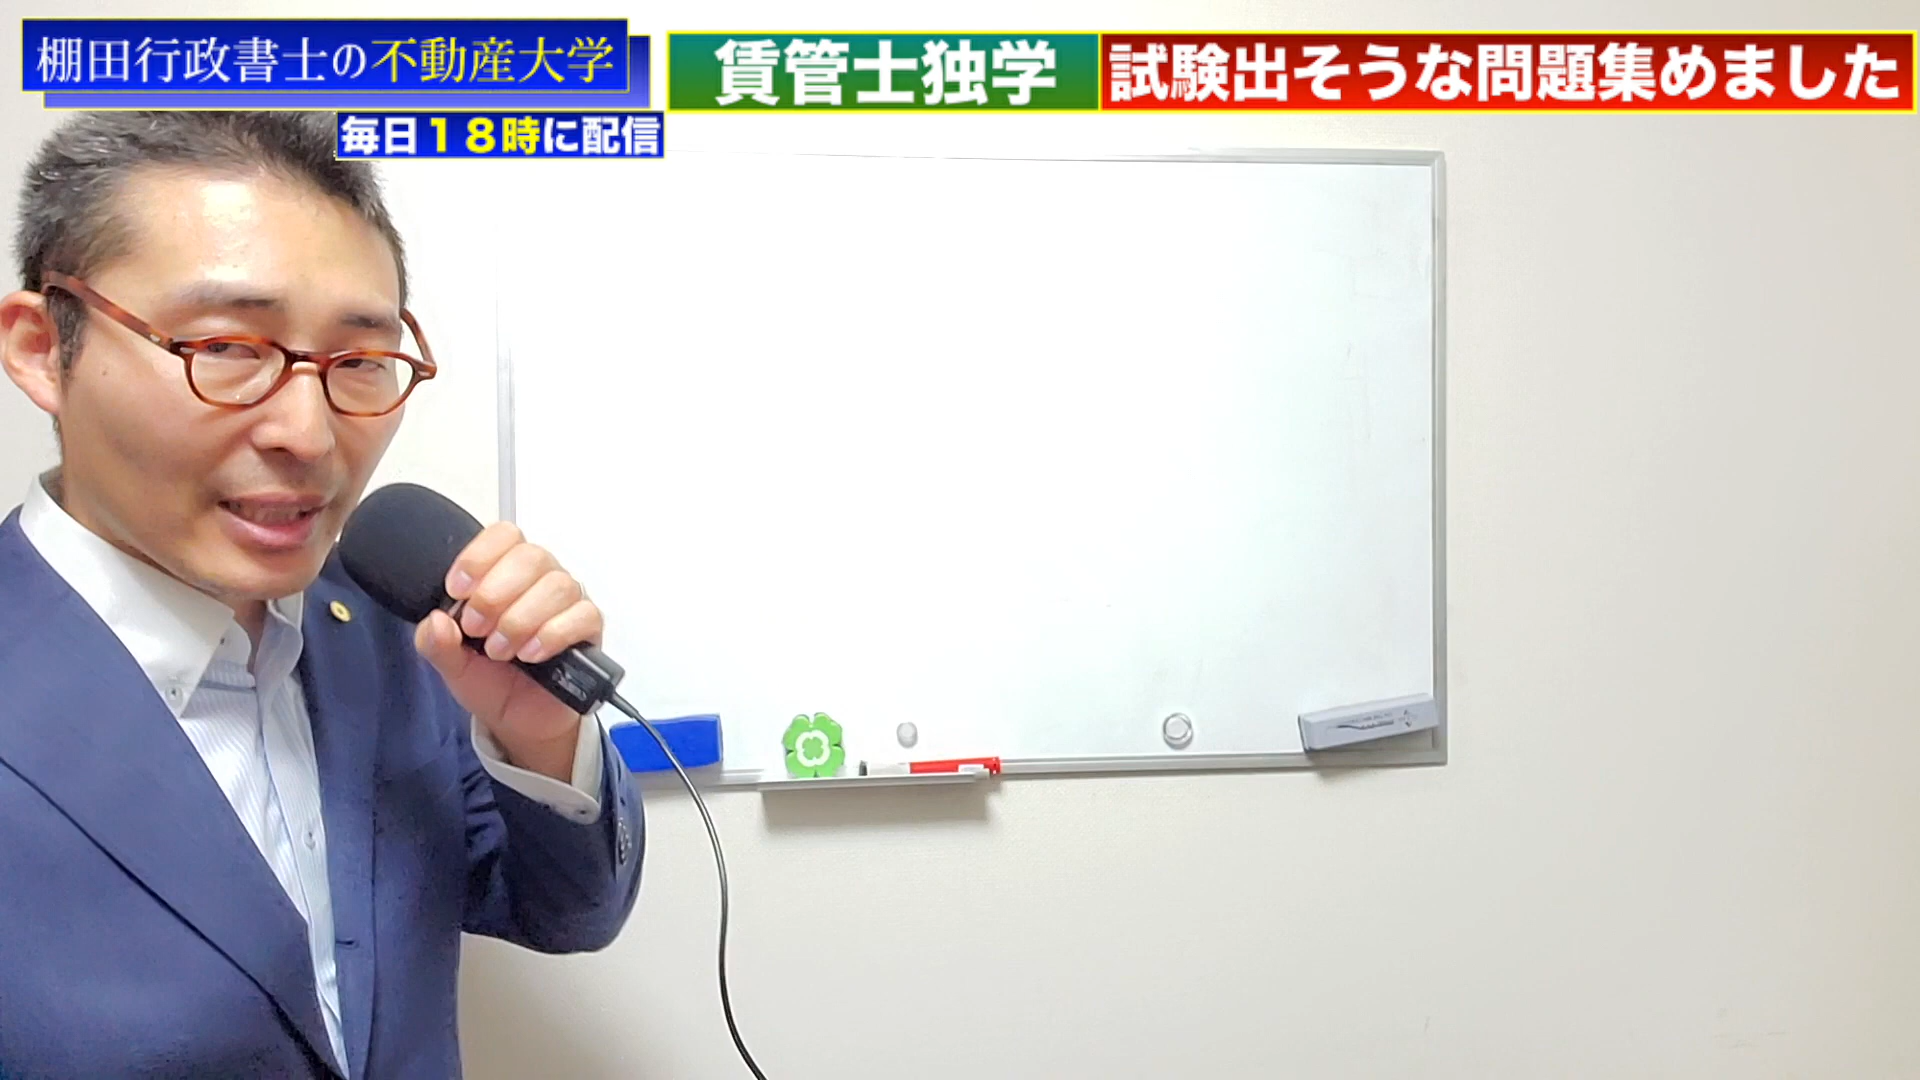 棚田行政書士の不動産大学
毎日１８時に配信
賃管士独学
試験出そうな問題集めました